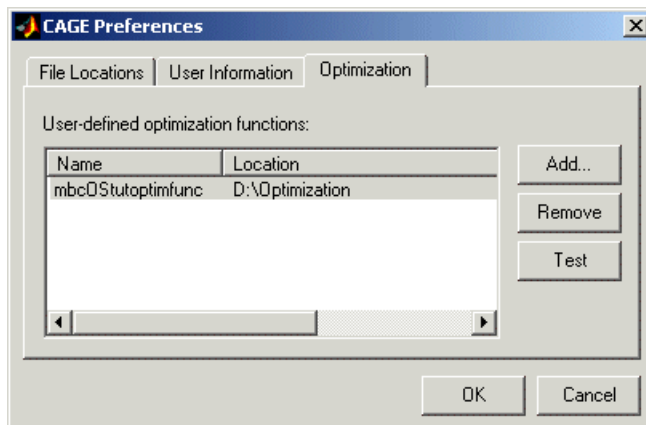 CAGE Preferences
File Locations User Information Optimization
User-defined optimization functions:
Name Location
mbcOStutoptimfunc D:\Optimization
Add...
Remove
Test
OK Cancel